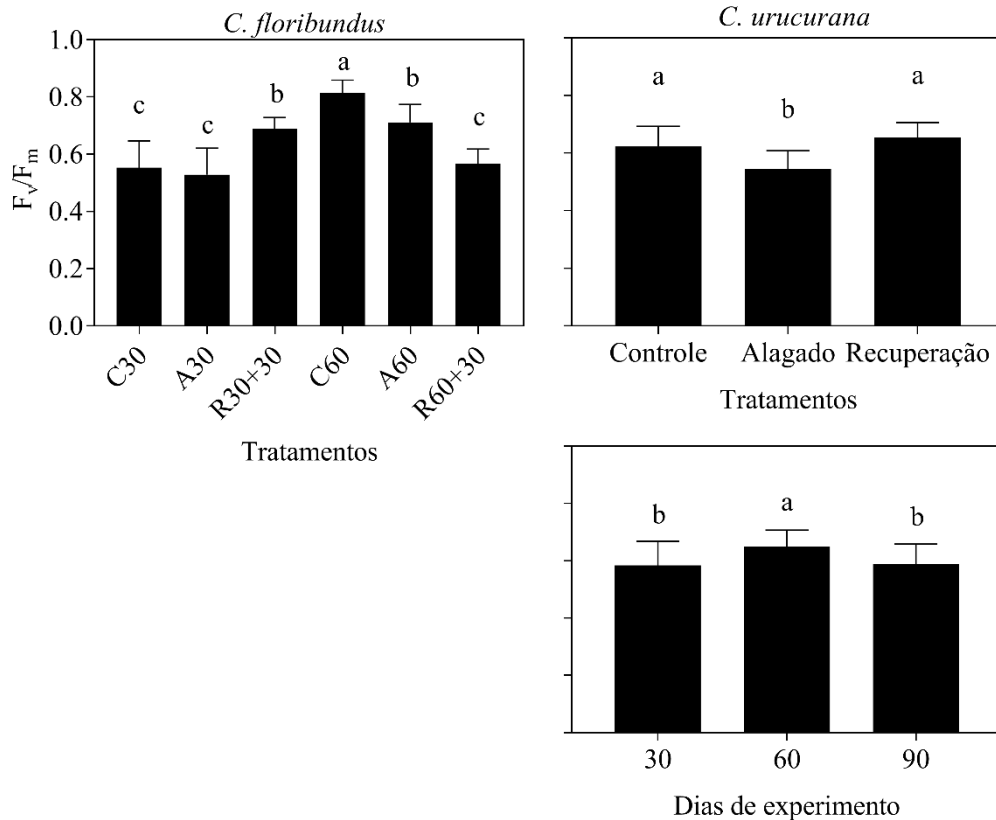 C. floribundus
1.0
0.8
0.6
0.4
0.2
0.0
Fv/Fm
c
c
b
a
b
c
C30
A30
R30+30
C60
A60
R60+30
Tratamentos
C. urucurana
a
b
a
Controle
Alagado
Recuperação
Tratamentos
b
a
b
30
60
90
Dias de experimento